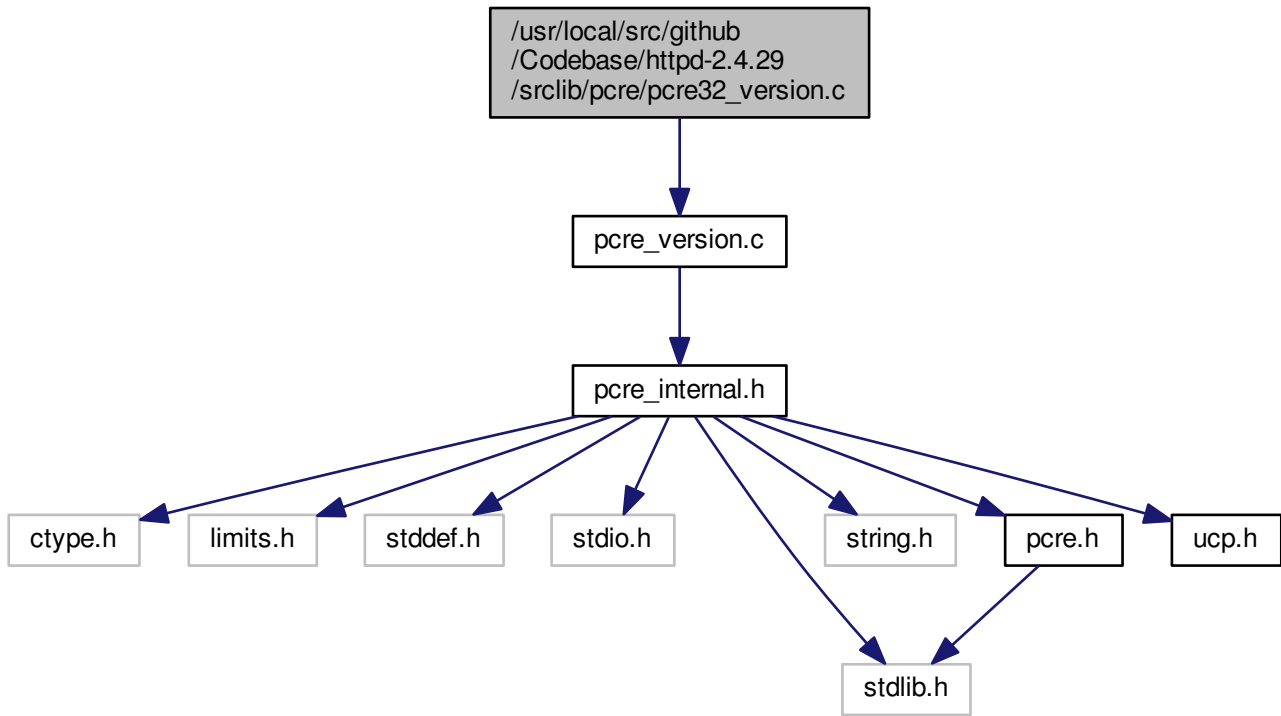 /usr/local/src/github
/Codebase/httpd-2.4.29
/srclib/pcre/pcre32_version.c
pcre_version.c
pcre_internal.h
ctype.h
limits.h
stddef.h
stdio.h
string.h
pcre.h
ucp.h
stdlib.h